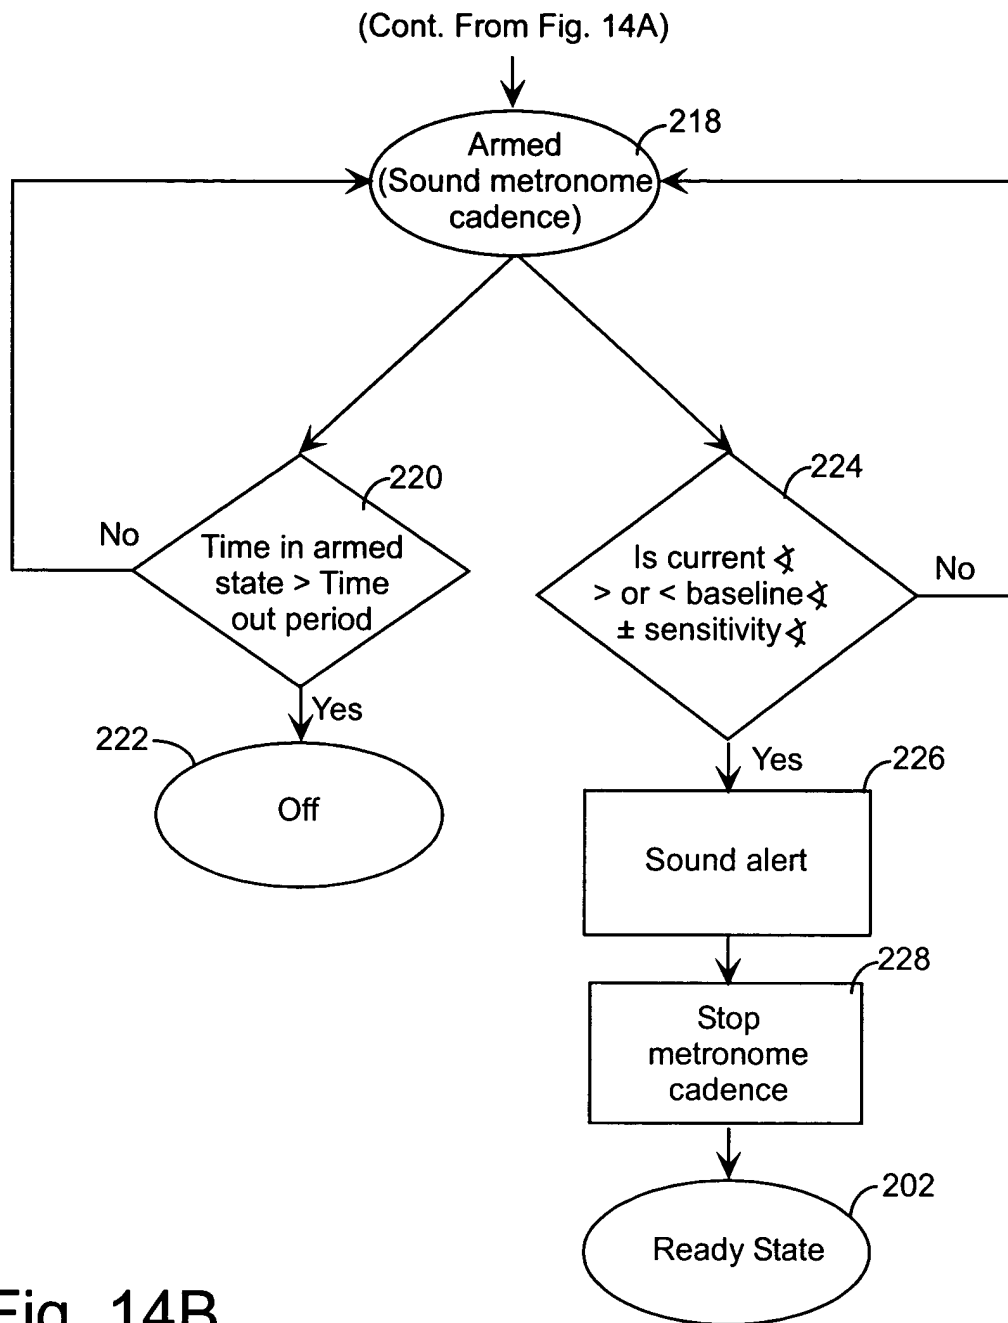 (Cont. From Fig. 14A)
218
Armed
(Sound metronome
cadence)
220
No
Time in armed
state > Time
out period
Yes
222
Off
224
Is current ∢
> or < baseline ∢
± sensitivity ∢
No
Yes
226
Sound alert
228
Stop
metronome
cadence
202
Ready State
Fig. 14B